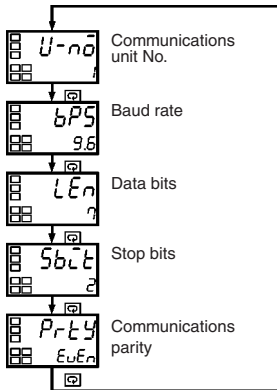 U-no
1
Communications
unit No.
bPS
9.6
Baud rate
LEn
7
Data bits
Sbit
2
Stop bits
PrtY
EvEn
Communications
parity